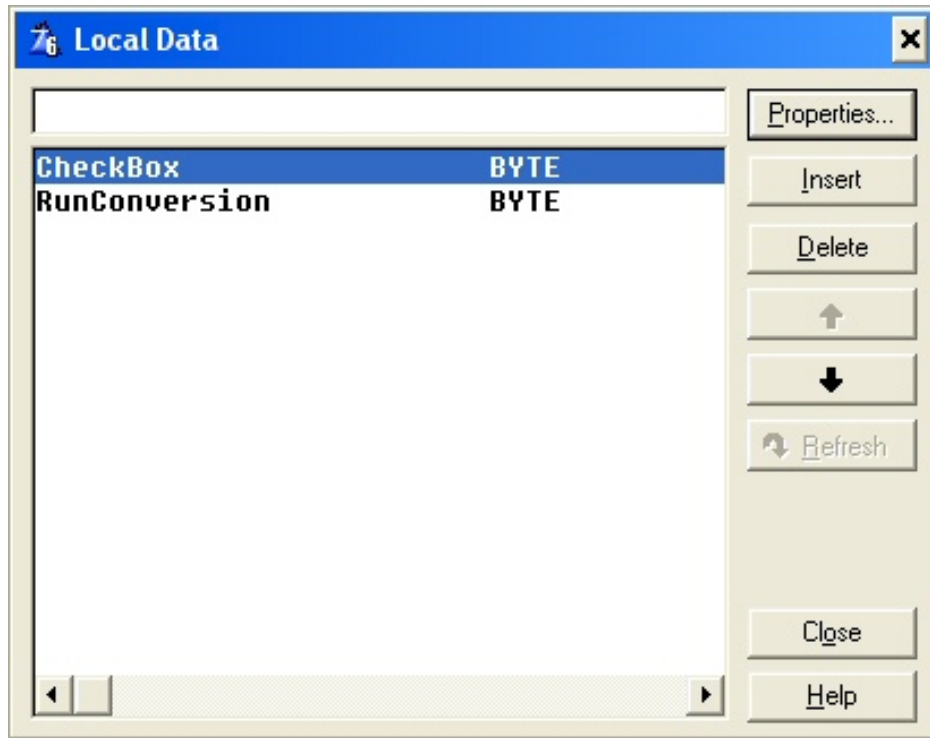 Local Data
Properties...
CheckBox BYTE
RunConversion BYTE
Insert
Delete
Refresh
Close
Help